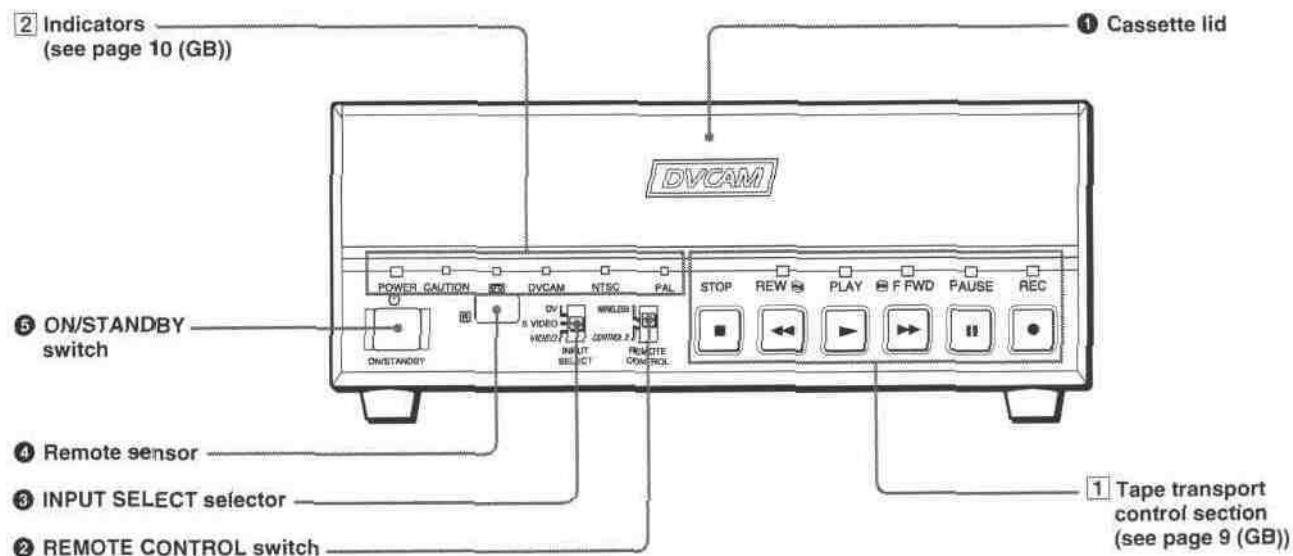 2 Indicators
(see page 10 (GB))
1 Cassette lid
DVCAM
POWER CAUTION DVCAM NTSC PAL
STOP REW PLAY F FWD PAUSE REC
DV
S VIDEO
VIDEO
INPUT
SELECT
WIRELESS
CONTROL S
REMOTE
CONTROL
ON/STANDBY
5 ON/STANDBY
switch
4 Remote sensor
3 INPUT SELECT selector
2 REMOTE CONTROL switch
1 Tape transport
control section
(see page 9 (GB))